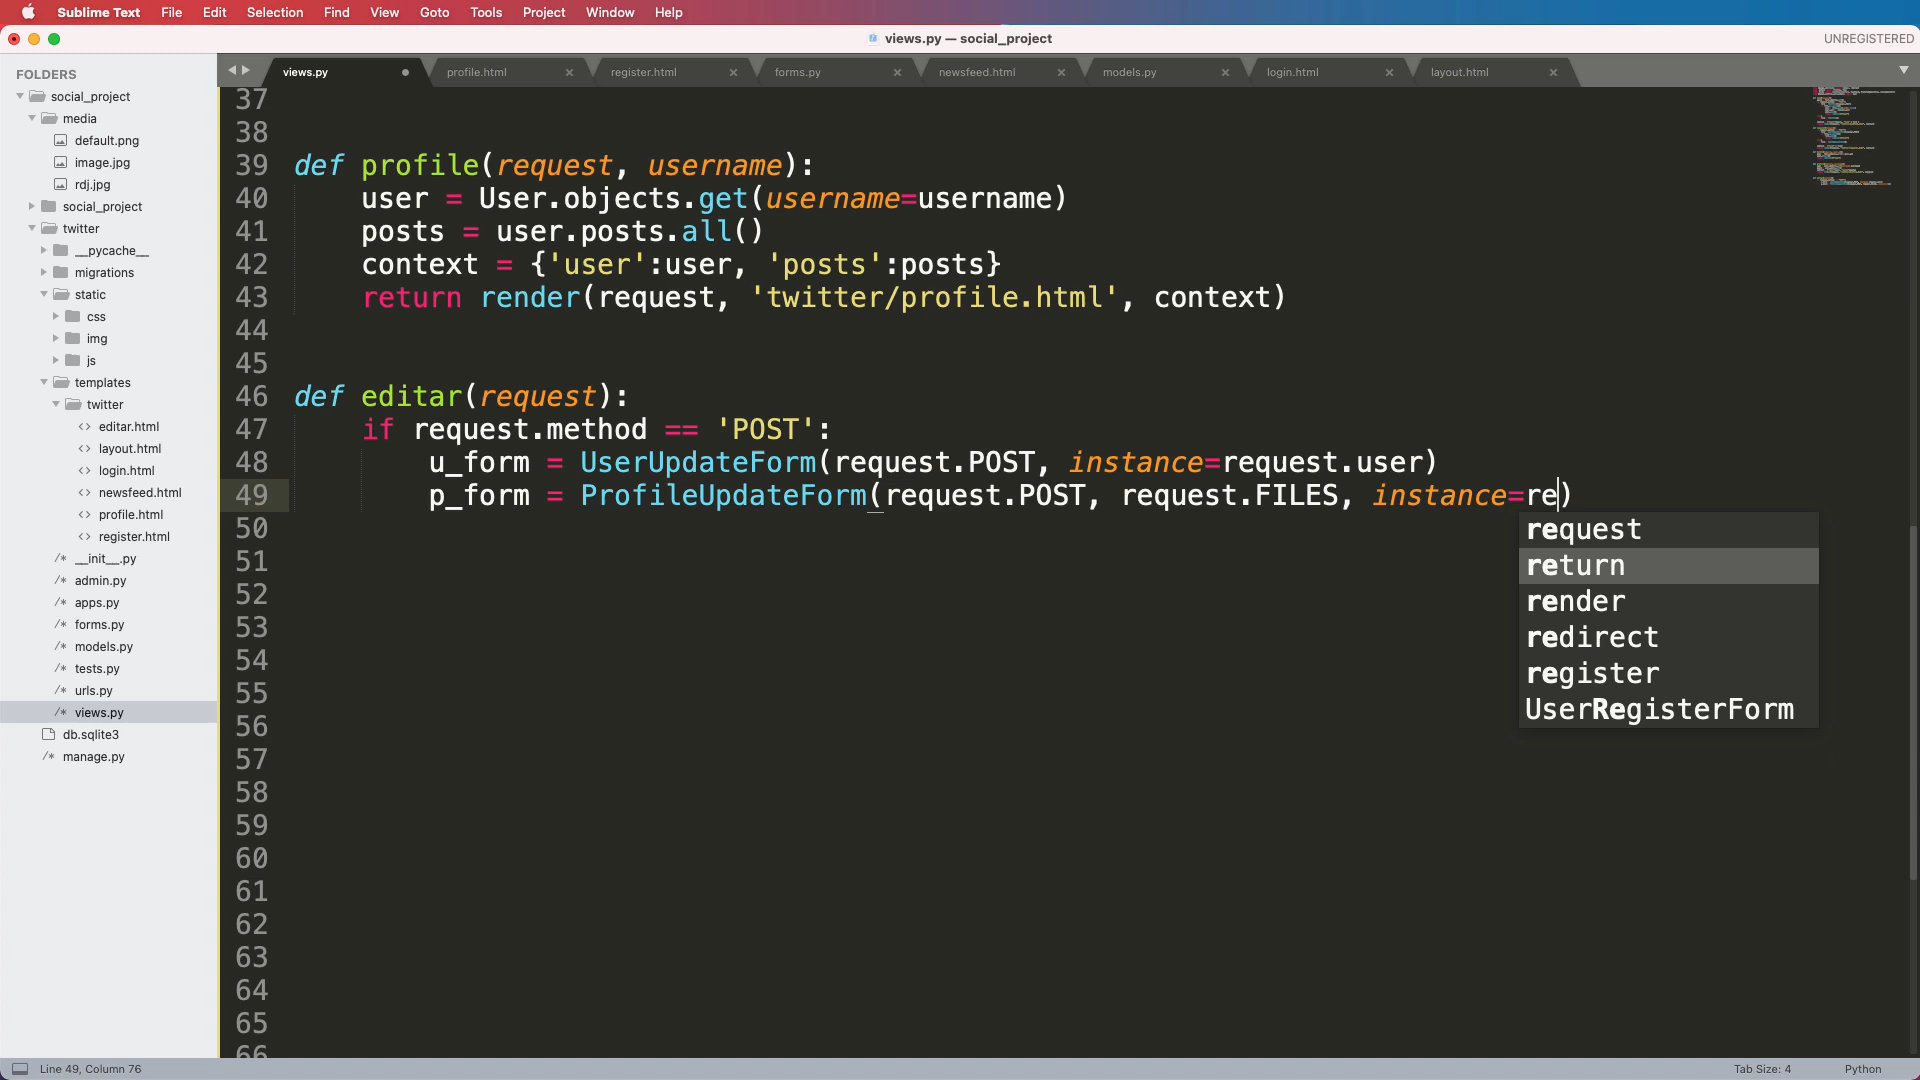 Sublime Text File Edit Selection Find View Goto Tools Project Window Help
views.py — social_project
UNREGISTERED
FOLDERS
social_project
media
default.png
image.jpg
rdj.jpg
social_project
twitter
__pycache__
migrations
static
css
img
js
templates
twitter
<> editar.html
<> layout.html
<> login.html
<> newsfeed.html
<> profile.html
<> register.html
/* __init__.py
/* admin.py
/* apps.py
/* forms.py
/* models.py
/* tests.py
/* urls.py
/* views.py
db.sqlite3
/* manage.py
views.py profile.html register.html forms.py newsfeed.html models.py login.html layout.html
37
38
39 def profile(request, username):
40 user = User.objects.get(username=username)
41 posts = user.posts.all()
42 context = {'user':user, 'posts':posts}
43 return render(request, 'twitter/profile.html', context)
44
45
46 def editar(request):
47 if request.method == 'POST':
48 u_form = UserUpdateForm(request.POST, instance=request.user)
49 p_form = ProfileUpdateForm(request.POST, request.FILES, instance=re)
50
51
52
53
54
55
56
57
58
59
60
61
62
63
64
65
66
request
return
render
redirect
register
UserRegisterForm
Line 49, Column 76
Tab Size: 4
Python